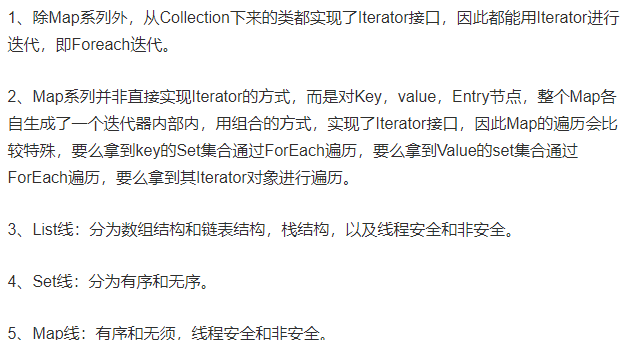 1、除Map系列外，从Collection下来的类都实现了Iterator接口，因此都能用Iterator进行
迭代，即Foreach迭代。
2、Map系列并非直接实现Iterator的方式，而是对Key，value，Entry节点，整个Map各
自生成了一个迭代器内部内，用组合的方式，实现了Iterator接口，因此Map的遍历会比
较特殊，要么拿到key的Set集合通过ForEach遍历，要么拿到Value的set集合通过
ForEach遍历，要么拿到其Iterator对象进行遍历。
3、List线：分为数组结构和链表结构，栈结构，以及线程安全和非安全。
4、Set线：分为有序和无序。
5、Map线：有序和无须，线程安全和非安全。